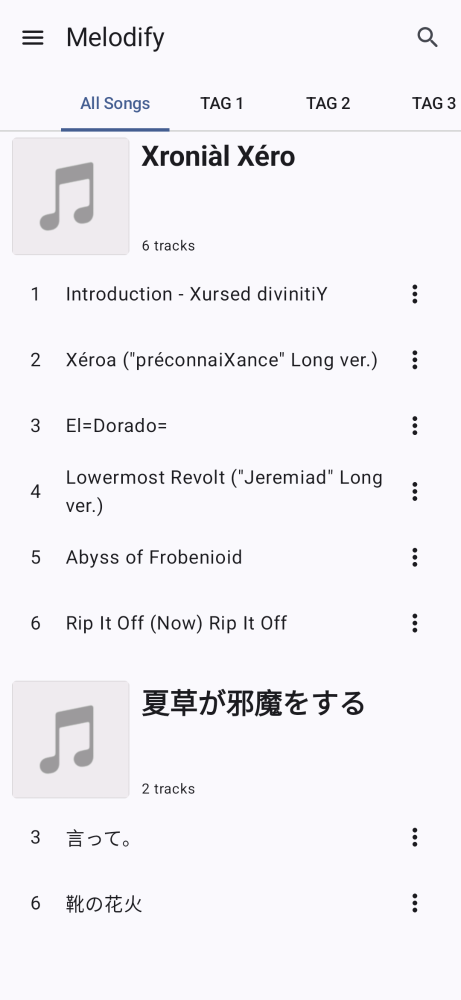 Melodify
All Songs
TAG 1
TAG 2
TAG 3
Xroniàl Xéro
6 tracks
1 Introduction - Xursed divinitiY
2 Xéroa ("préconnaiXance" Long ver.)
3 El=Dorado=
4 Lowermost Revolt ("Jeremiad" Long
ver.)
5 Abyss of Frobenioid
6 Rip It Off (Now) Rip It Off
夏草が邪魔をする
2 tracks
3 言って。
6 靴の花火